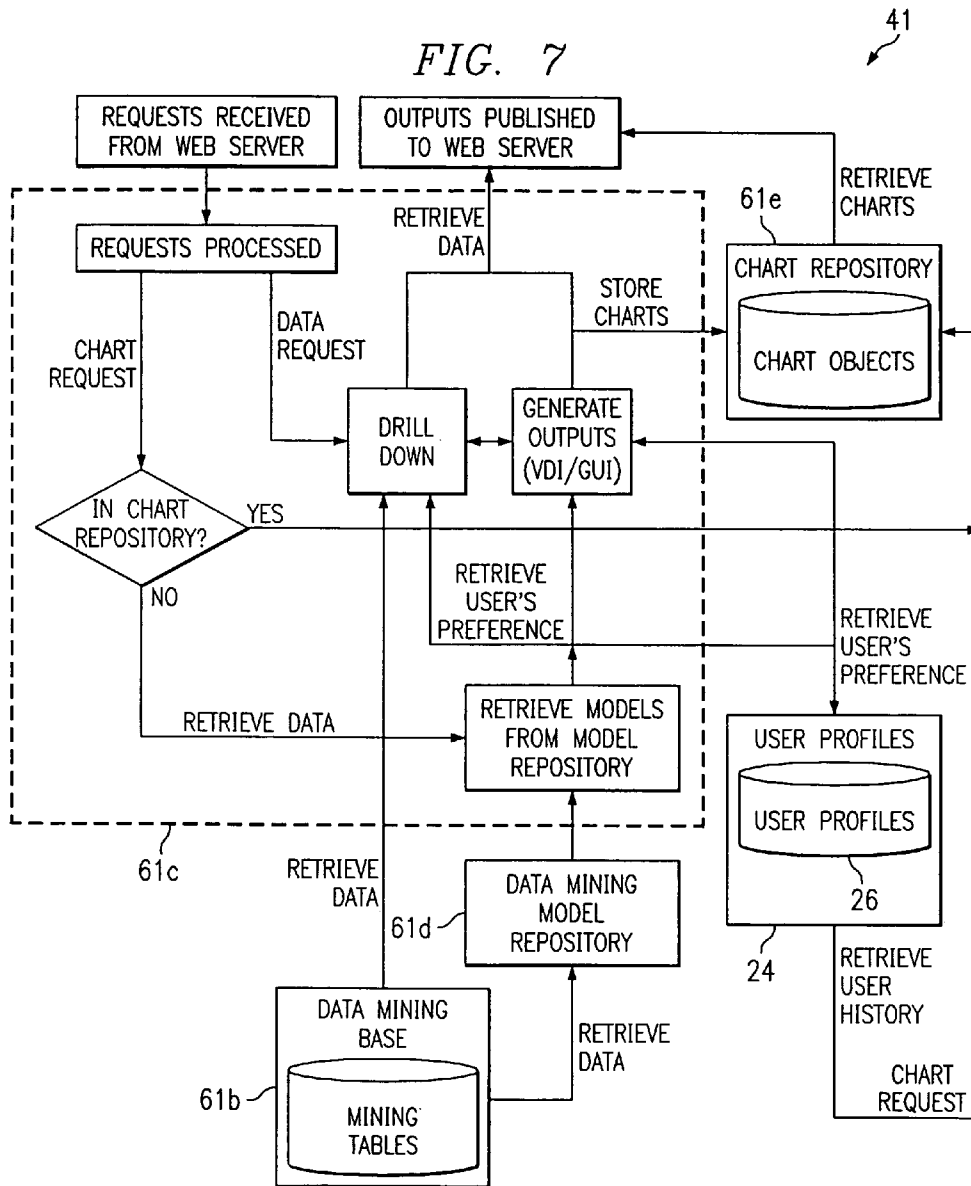 41
FIG. 7
REQUESTS RECEIVED
FROM WEB SERVER
OUTPUTS PUBLISHED
TO WEB SERVER
RETRIEVE
CHARTS
61e
RETRIEVE
DATA
REQUESTS PROCESSED
CHART REPOSITORY
CHART OBJECTS
STORE
CHARTS
DATA
REQUEST
CHART
REQUEST
DRILL
DOWN
GENERATE
OUTPUTS
(VDI/GUI)
IN CHART
REPOSITORY?
YES
NO
RETRIEVE
USER'S
PREFERENCE
RETRIEVE
USER'S
PREFERENCE
RETRIEVE DATA
RETRIEVE MODELS
FROM MODEL
REPOSITORY
USER PROFILES
USER PROFILES
26
24
61c
RETRIEVE
DATA
61d
DATA MINING
MODEL
REPOSITORY
RETRIEVE
USER
HISTORY
DATA MINING
BASE
RETRIEVE
DATA
61b
MINING
TABLES
CHART
REQUEST